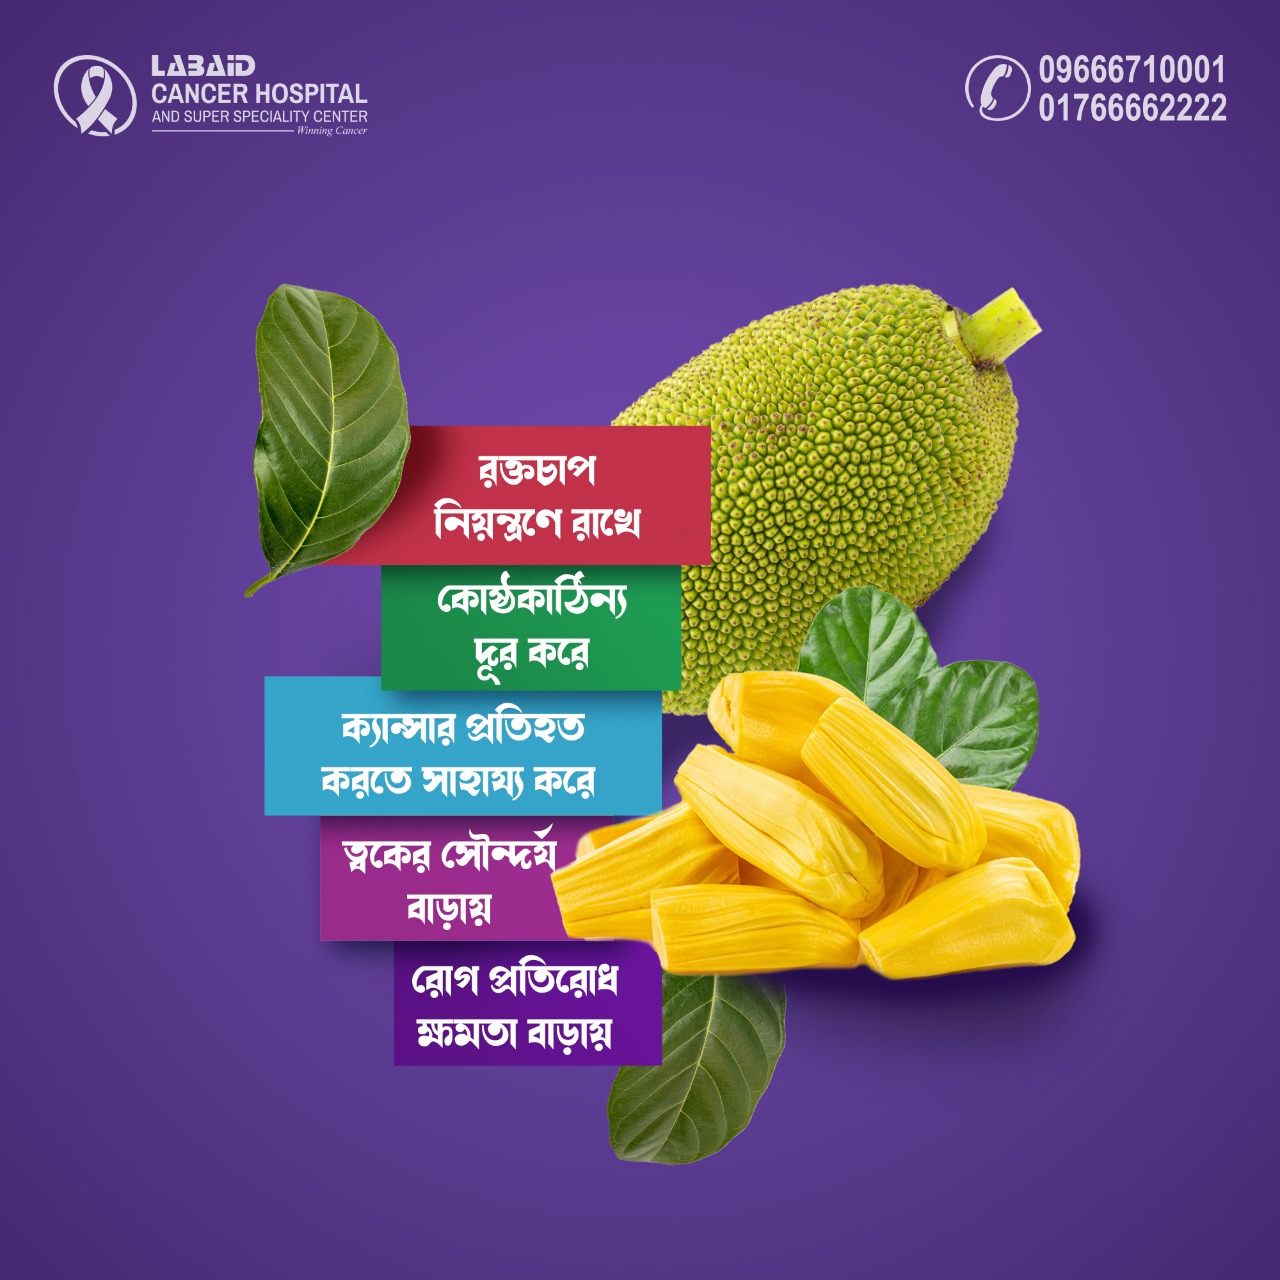 LABAID
CANCER HOSPITAL
AND SUPER SPECIALITY CENTER
Winning Cancer
09666710001
01766662222
রক্তচাপ
নিয়ন্ত্রণে রাখে
কোষ্ঠকাঠিন্য
দূর করে
ক্যান্সার প্রতিহত
করতে সাহায্য করে
ত্বকের সৌন্দর্য
বাড়ায়
রোগ প্রতিরোধ
ক্ষমতা বাড়ায়